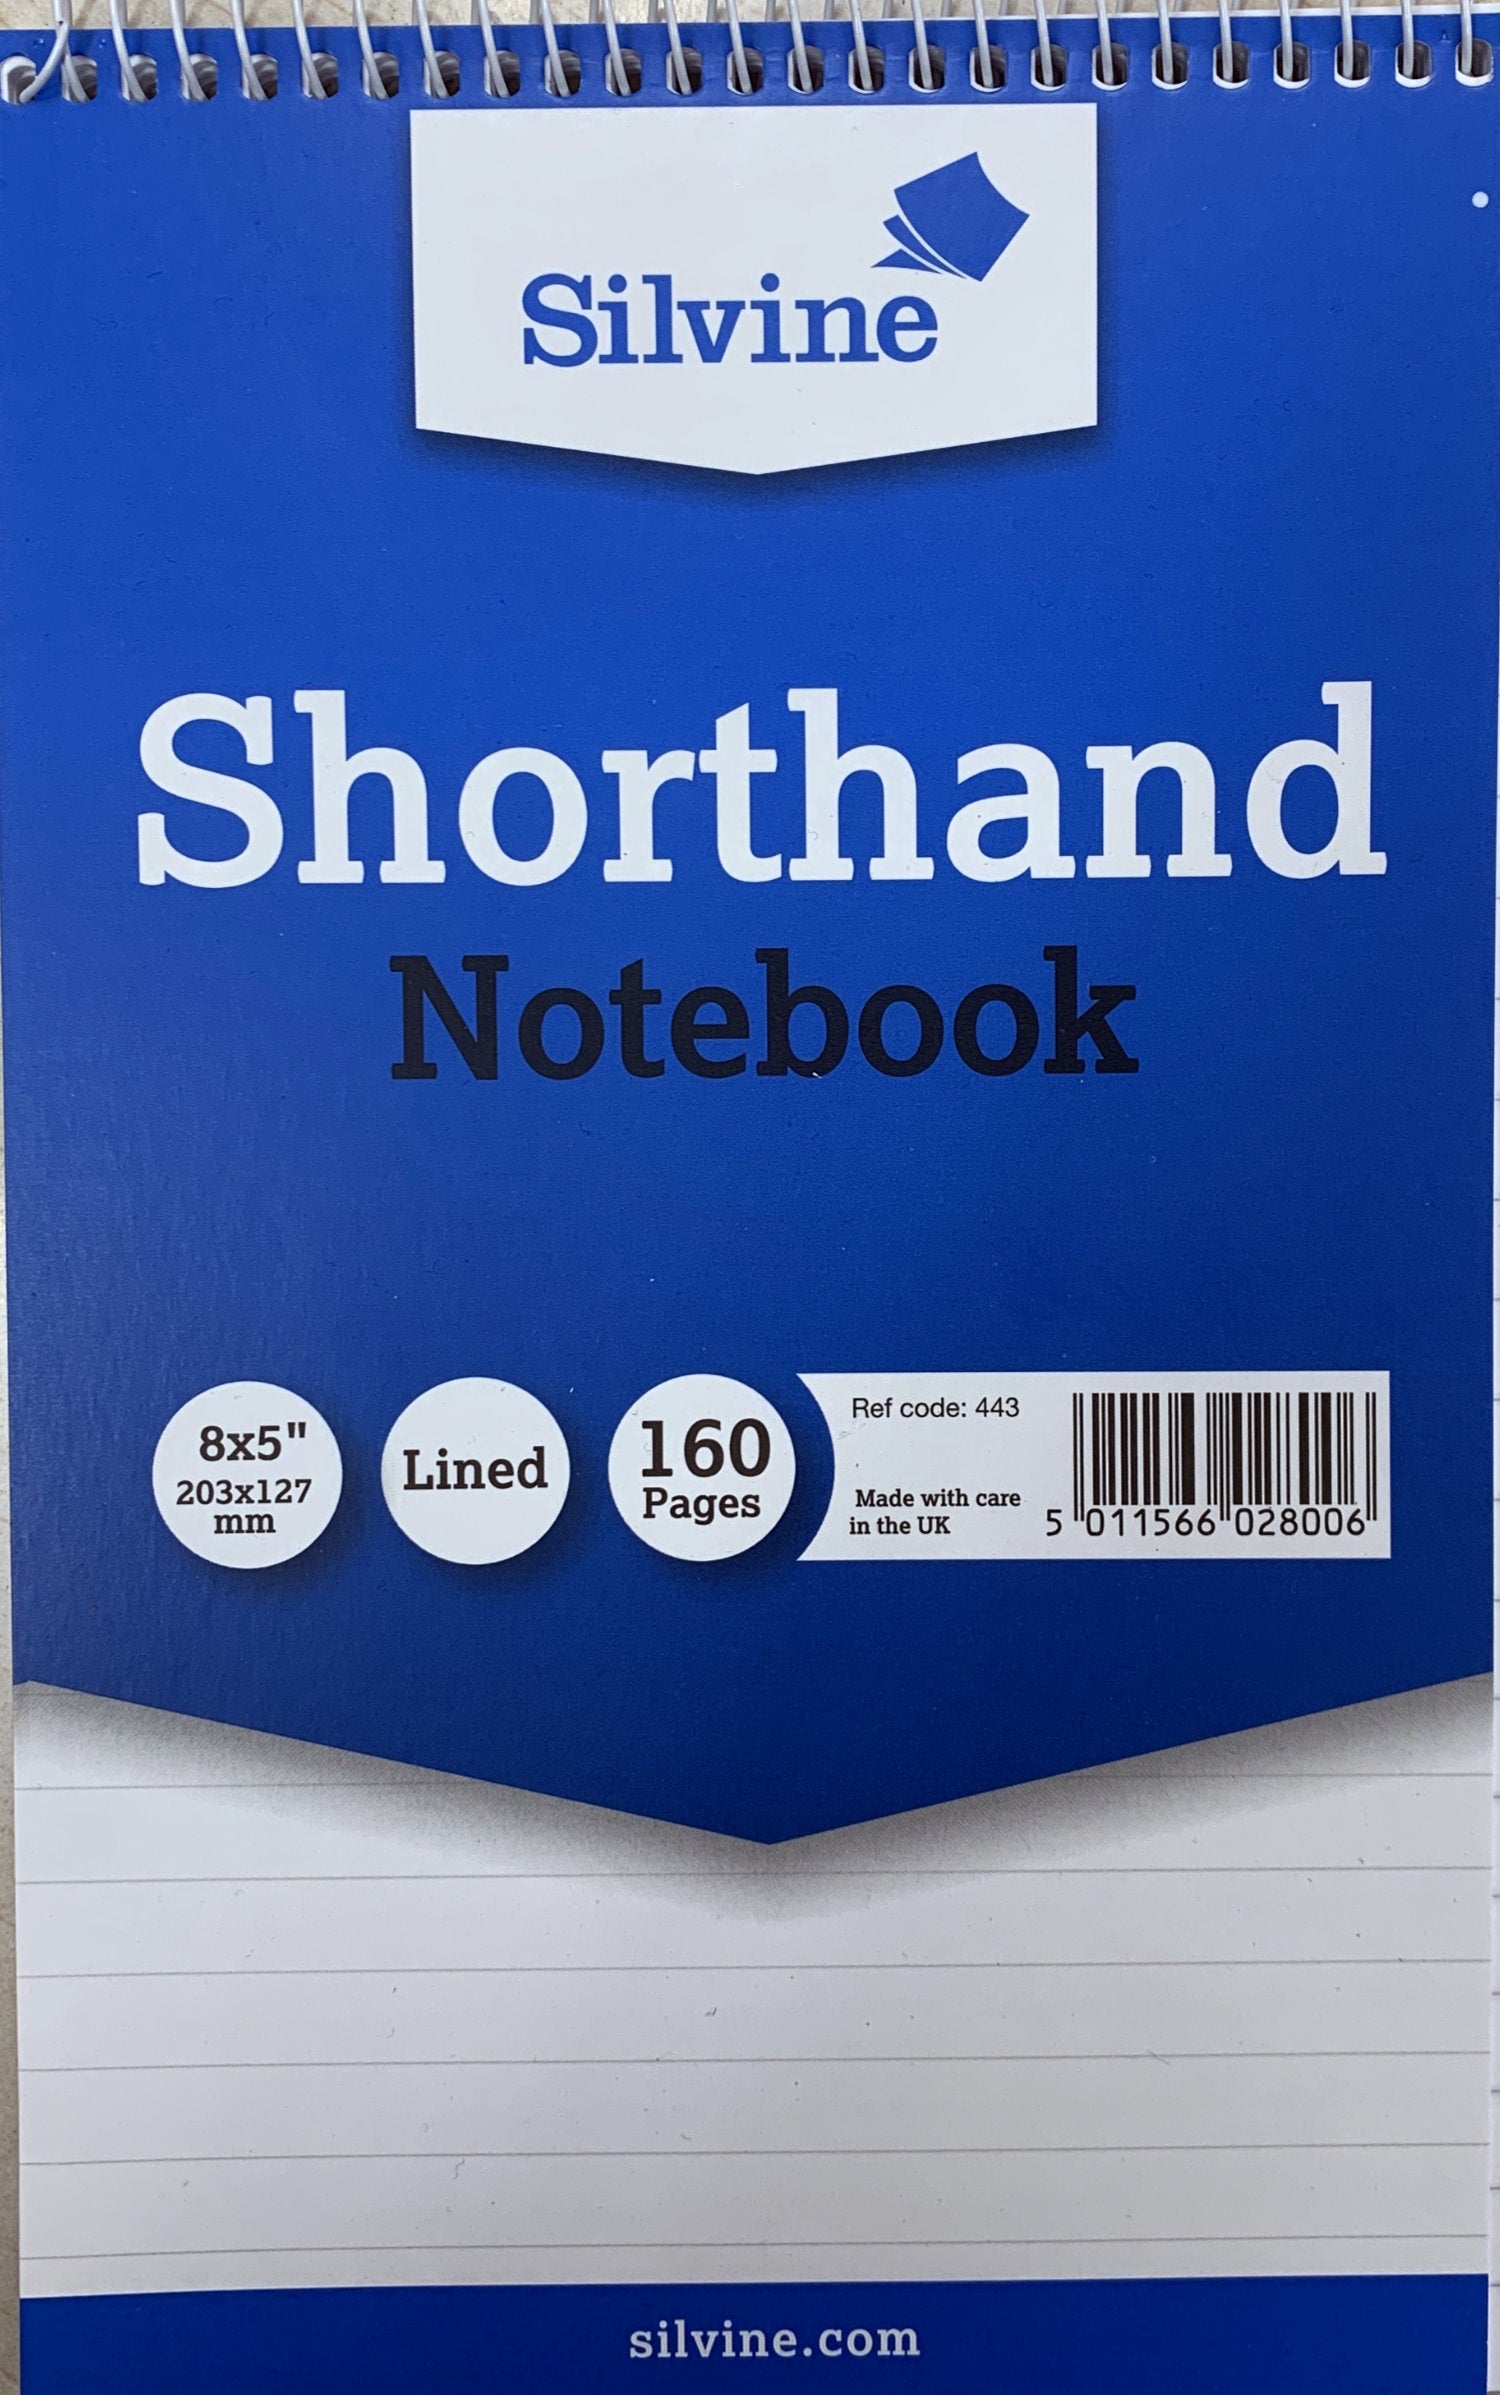 Silvine
Shorthand
Notebook
8x5"
203x127
mm
Lined
160
Pages
Ref code: 443
Made with care
in the UK
5 011566 028006
silvine.com